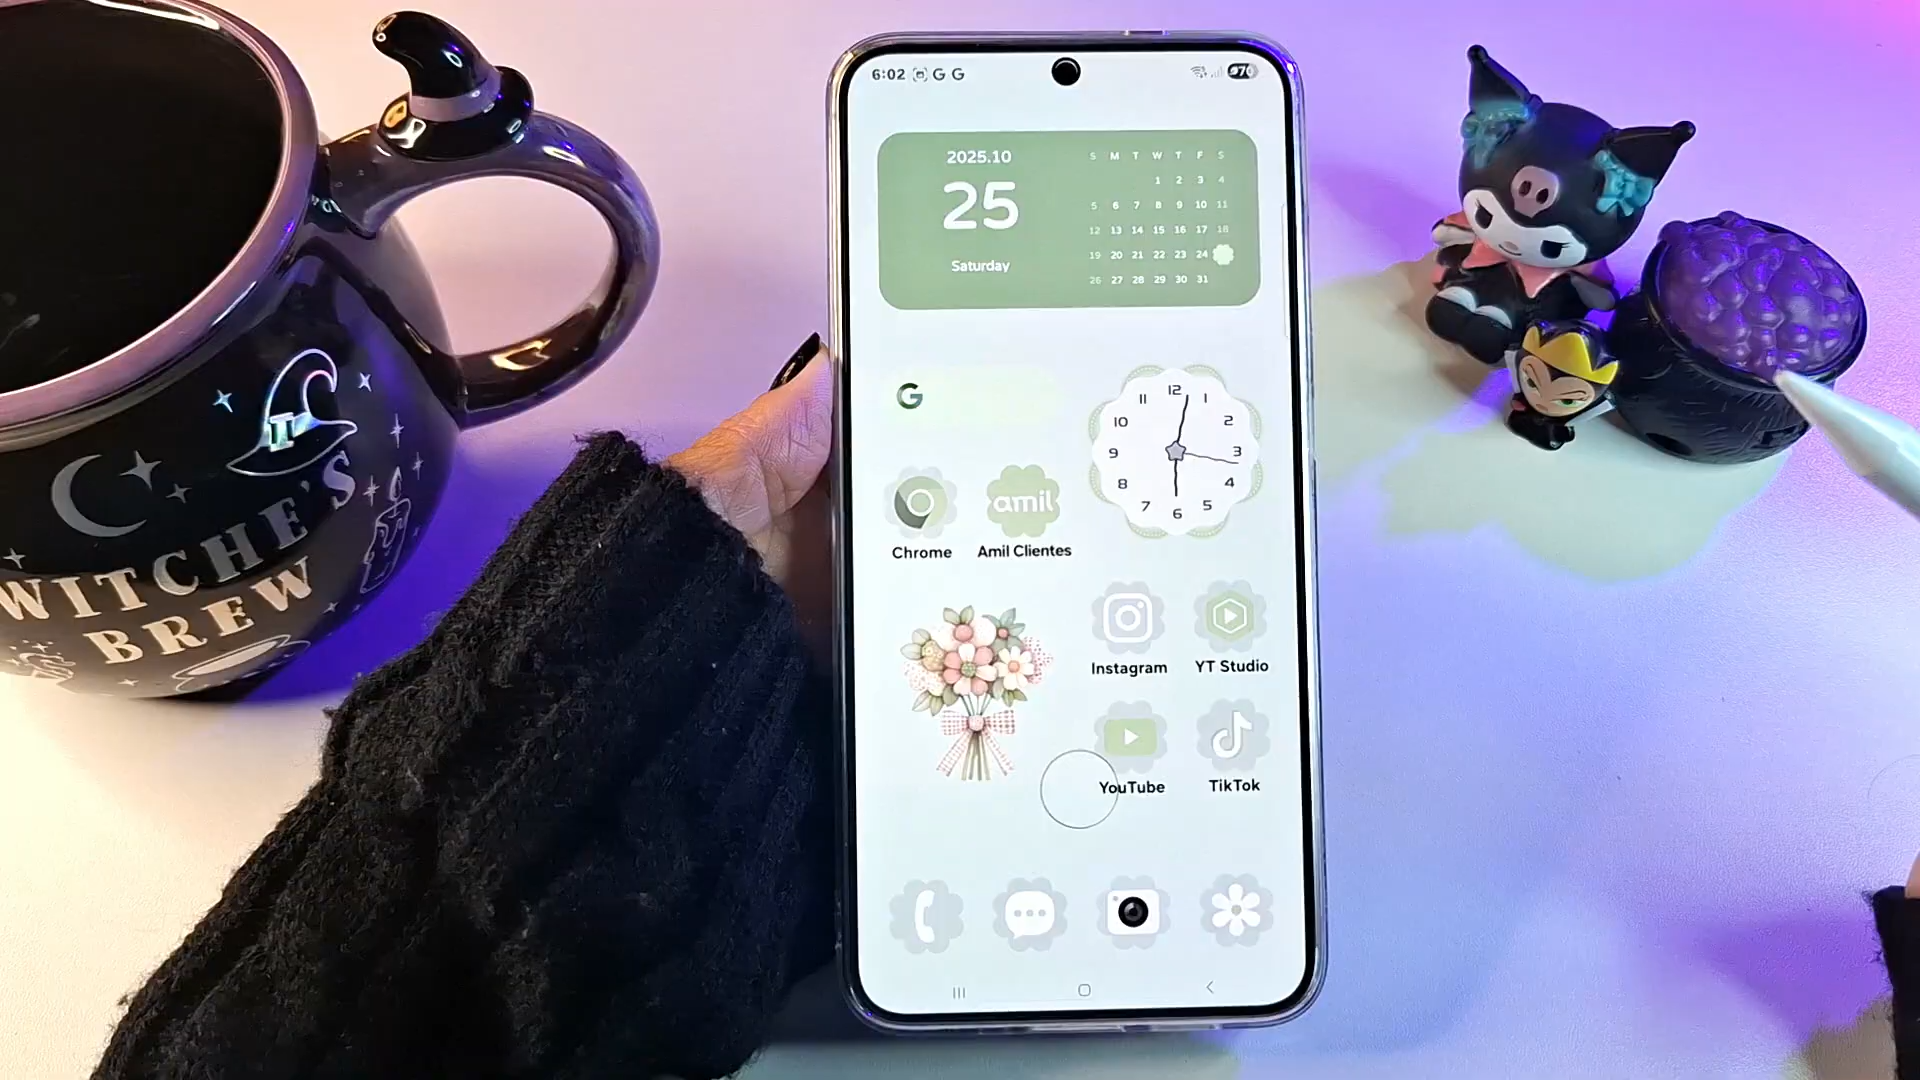 WITCHE'S
BREW
6:02 G G
70
2025.10
25
Saturday
S M T W T F S
1 2 3 4
5 6 7 8 9 10 11
12 13 14 15 16 17 18
19 20 21 22 23 24
26 27 28 29 30 31
G
12 1 2 3 4 5 6 7 8 9 10 11
amil
Chrome
Amil Clientes
Instagram
YT Studio
YouTube
TikTok